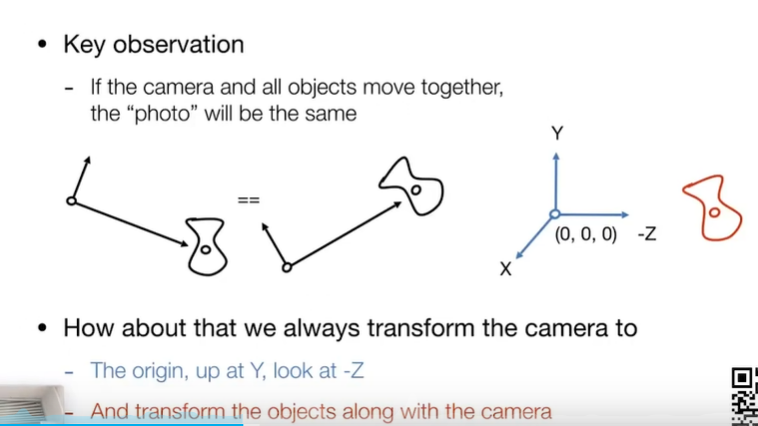 • Key observation
- If the camera and all objects move together,
the “photo” will be the same
Y
==
(0, 0, 0) -Z
X
• How about that we always transform the camera to
- The origin, up at Y, look at -Z
- And transform the objects along with the camera